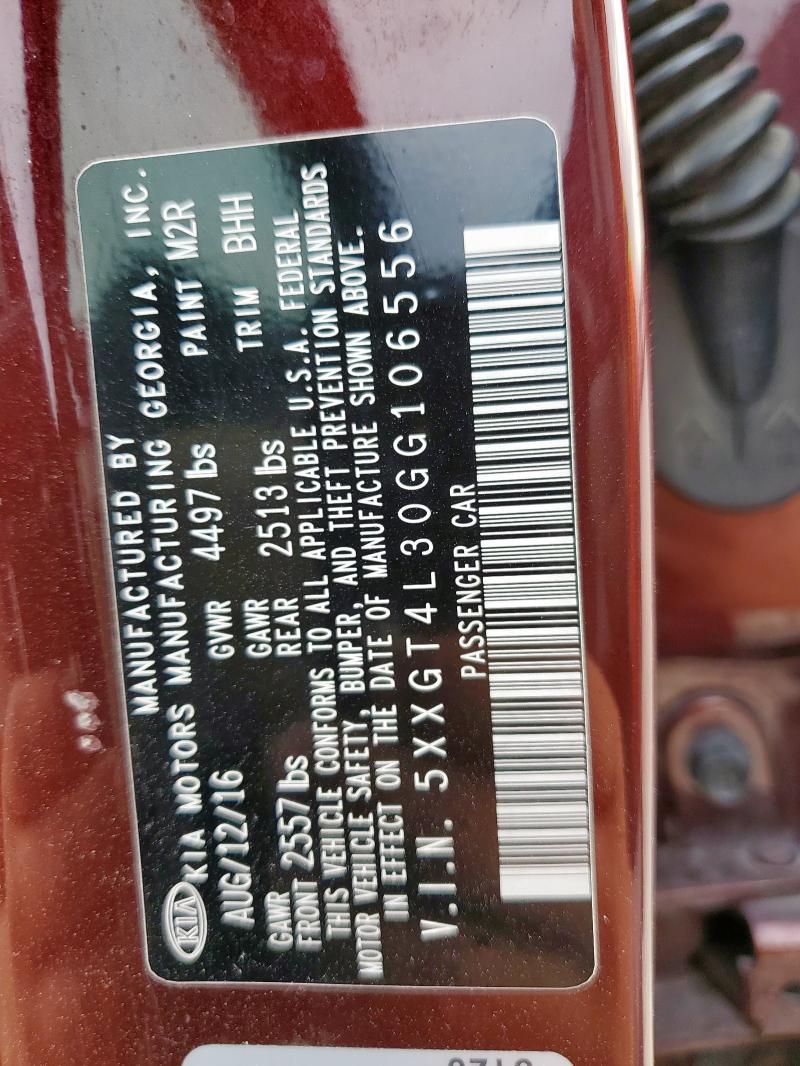 MANUFACTURED BY
KIA KIA MOTORS MANUFACTURING GEORGIA, INC.
AUG/12/16 GVWR 4497 lbs PAINT M2R
GAWR FRONT 2557 lbs GAWR REAR 2513 lbs TRIM BHH
THIS VEHICLE CONFORMS TO ALL APPLICABLE U.S.A. FEDERAL
MOTOR VEHICLE SAFETY, BUMPER, AND THEFT PREVENTION STANDARDS
IN EFFECT ON THE DATE OF MANUFACTURE SHOWN ABOVE.
V.I.N. 5XXGT4L30GG106556
PASSENGER CAR